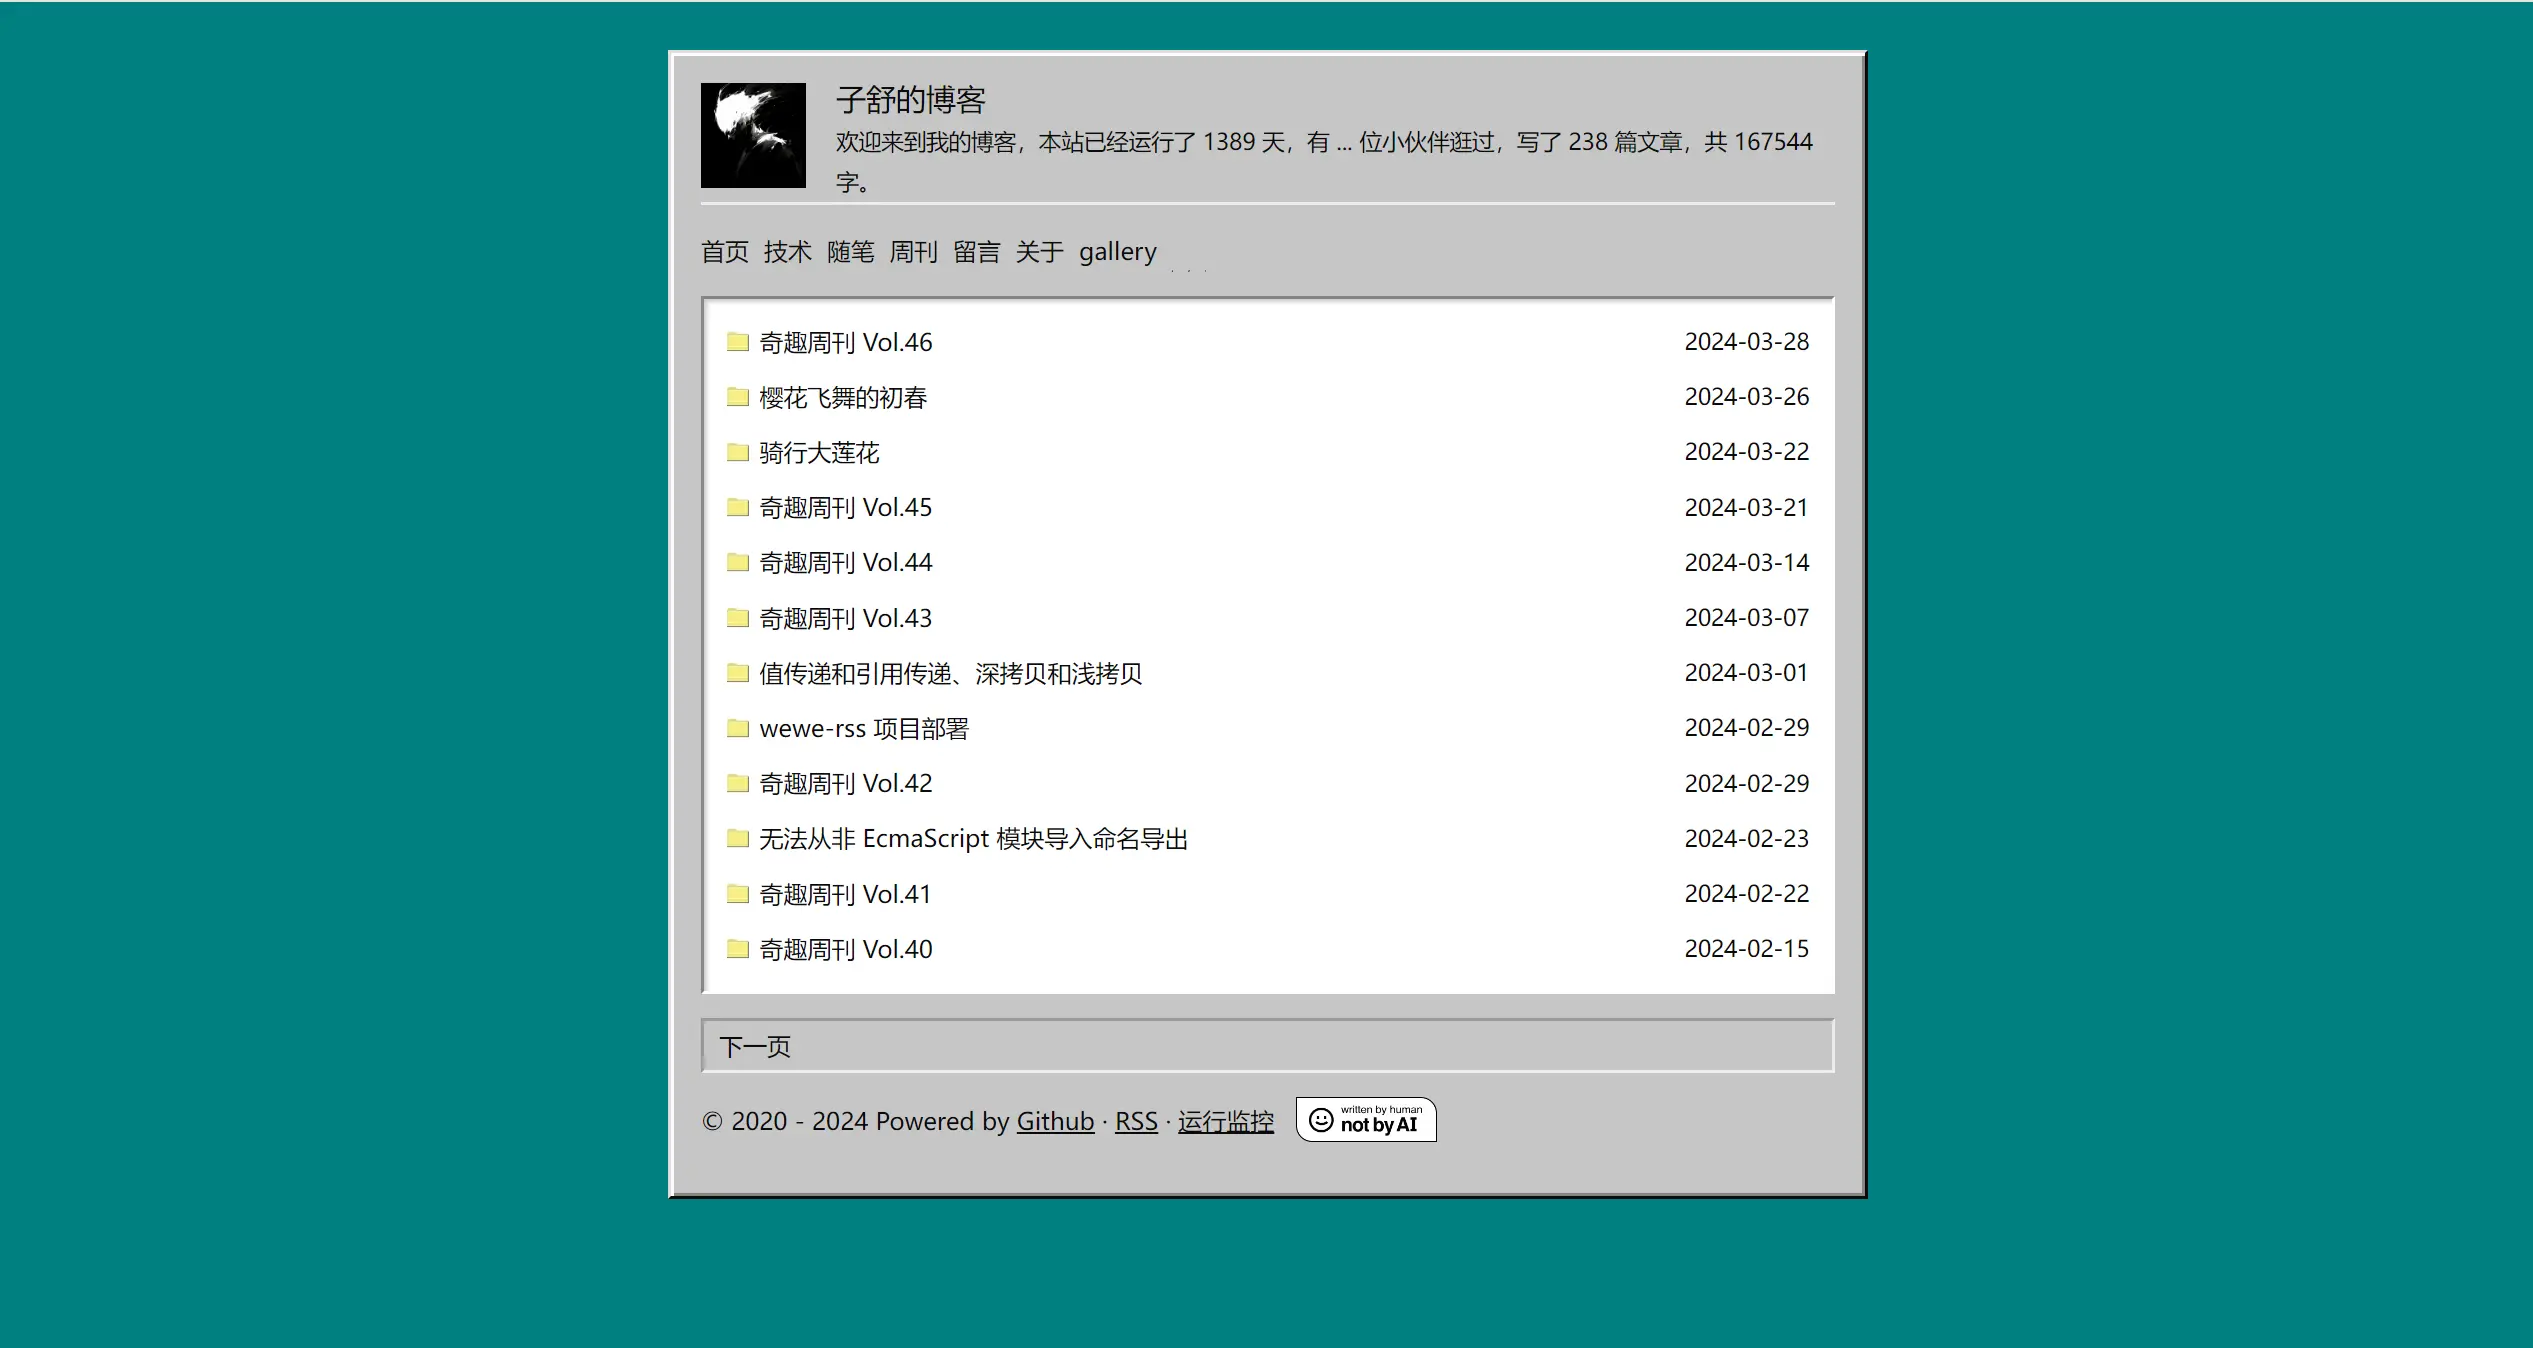 子舒的博客
欢迎来到我的博客，本站已经运行了 1389 天，有 ... 位小伙伴逛过，写了 238 篇文章，共 167544
字。
首页 技术 随笔 周刊 留言 关于 gallery . . .
奇趣周刊 Vol.46 2024-03-28
樱花飞舞的初春 2024-03-26
骑行大莲花 2024-03-22
奇趣周刊 Vol.45 2024-03-21
奇趣周刊 Vol.44 2024-03-14
奇趣周刊 Vol.43 2024-03-07
值传递和引用传递、深拷贝和浅拷贝 2024-03-01
wewe-rss 项目部署 2024-02-29
奇趣周刊 Vol.42 2024-02-29
无法从非 EcmaScript 模块导入命名导出 2024-02-23
奇趣周刊 Vol.41 2024-02-22
奇趣周刊 Vol.40 2024-02-15
下一页
© 2020 - 2024 Powered by Github · RSS · 运行监控
written by human
not by AI